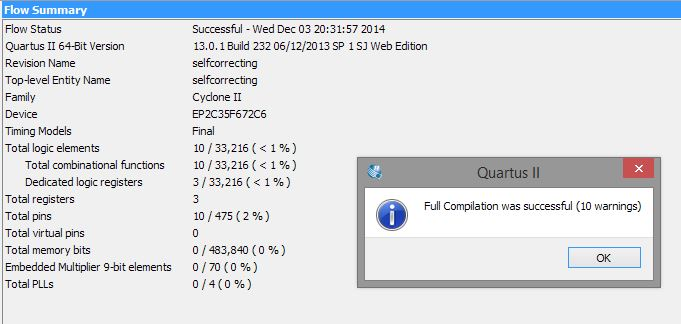 Flow Summary
Flow Status Successful - Wed Dec 03 20:31:57 2014
Quartus II 64-Bit Version 13.0.1 Build 232 06/12/2013 SP 1 SJ Web Edition
Revision Name selfcorrecting
Top-level Entity Name selfcorrecting
Family Cyclone II
Device EP2C35F672C6
Timing Models Final
Total logic elements 10 / 33,216 ( < 1 % )
Total combinational functions 10 / 33,216 ( < 1 % )
Dedicated logic registers 3 / 33,216 ( < 1 % )
Total registers 3
Total pins 10 / 475 ( 2 % )
Total virtual pins 0
Total memory bits 0 / 483,840 ( 0 % )
Embedded Multiplier 9-bit elements 0 / 70 ( 0 % )
Total PLLs 0 / 4 ( 0 % )
Quartus II
Full Compilation was successful (10 warnings)
OK